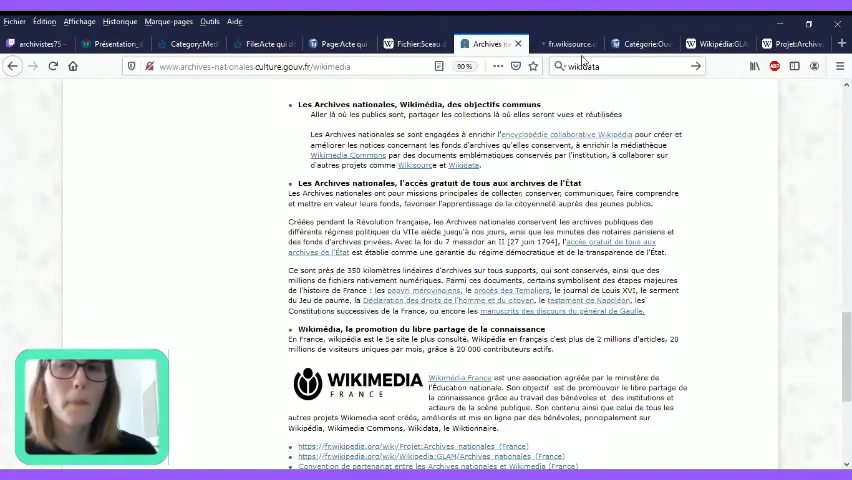 Fichier Édition Affichage Historique Marque-pages Outils Aide
archivistes75 - Présentation_d Category:Medi File:Acte qui de Page:Acte qui Fichier:Sceau d Archives na fr.wikisource.o Catégorie:Ouv Wikipédia:GLA Projet:Archives
www.archives-nationales.culture.gouv.fr/wikimedia 90 % wikidata
Les Archives nationales, Wikimédia, des objectifs communs
Aller là où les publics sont, partager les collections là où elles seront vues et réutilisées
Les Archives nationales se sont engagées à enrichir l'encyclopédie collaborative Wikipédia pour créer et
améliorer les notices concernant les fonds d'archives qu'elles conservent, à enrichir la médiathèque
Wikimedia Commons par des documents emblématiques conservés par l'institution, à collaborer sur
d'autres projets comme Wikisource et Wikidata.
Les Archives nationales, l'accès gratuit de tous aux archives de l'État
Les Archives nationales ont pour missions principales de collecter, conserver, communiquer, faire comprendre
et mettre en valeur leurs fonds, favoriser l'apprentissage de la citoyenneté auprès des jeunes publics.
Créées pendant la Révolution française, les Archives nationales conservent les archives publiques des
différents régimes politiques du VIIe siècle jusqu'à nos jours, ainsi que les minutes des notaires parisiens et
des fonds d'archives privées. Avec la loi du 7 messidor an II [27 juin 1794], l'accès gratuit de tous aux
archives de l'État est établie comme une garantie du régime démocratique et de la transparence de l'État.
Ce sont près de 350 kilomètres linéaires d'archives sur tous supports, qui sont conservés, ainsi que des
millions de fichiers nativement numériques. Parmi ces documents, certains symbolisent des étapes majeures
de l'histoire de France : les papyri mérovingiens, le procès des Templiers, le journal de Louis XVI, le serment
du Jeu de paume, la Déclaration des droits de l'homme et du citoyen, le testament de Napoléon, les
Constitutions successives de la France, ou encore les manuscrits des discours du général de Gaulle.
Wikimédia, la promotion du libre partage de la connaissance
En France, wikipédia est le 5e site le plus consulté. Wikipédia en français c'est plus de 2 millions d'articles, 20
millions de visiteurs uniques par mois, grâce à 20 000 contributeurs actifs.
WIKIMEDIA
FRANCE
Wikimédia France est une association agréée par le ministère de
l'Éducation nationale. Son objectif est de promouvoir le libre partage de
la connaissance grâce au travail des bénévoles et des institutions et
acteurs de la scène publique. Son contenu ainsi que celui de tous les
autres projets Wikimedia sont créés, améliorés et mis en ligne par des bénévoles, principalement sur
Wikipédia, Wikimedia Commons, Wikidata, le Wiktionnaire.
https://fr.wikipedia.org/wiki/Projet:Archives_nationales_(France)
https://fr.wikipedia.org/wiki/Wikipedia:GLAM/Archives_nationales_(France)
Convention de partenariat entre les Archives nationales et Wikimedia (France)